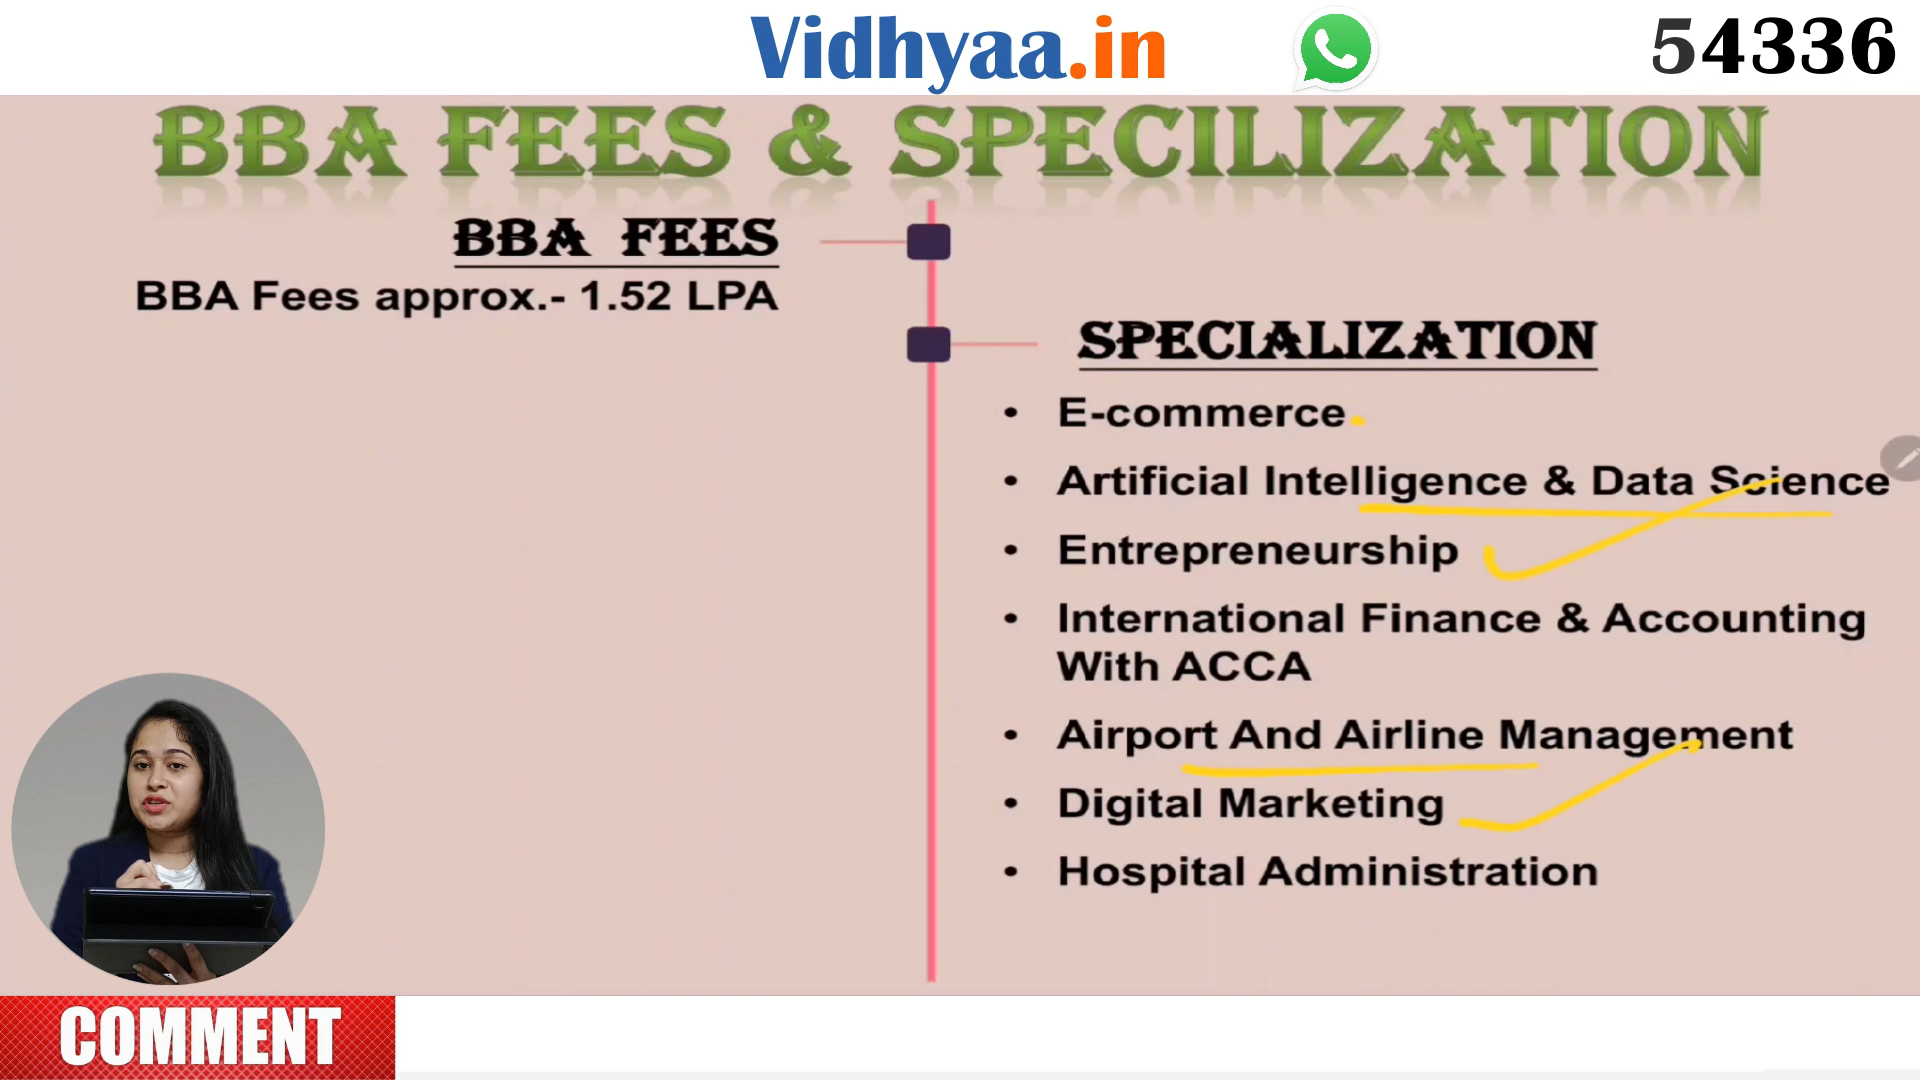 Vidhyaa.in
54336
BBA FEES & SPECILIZATION
BBA FEES
BBA Fees approx.- 1.52 LPA
SPECIALIZATION
• E-commerce
• Artificial Intelligence & Data Science
• Entrepreneurship
• International Finance & Accounting
With ACCA
• Airport And Airline Management
• Digital Marketing
• Hospital Administration
COMMENT